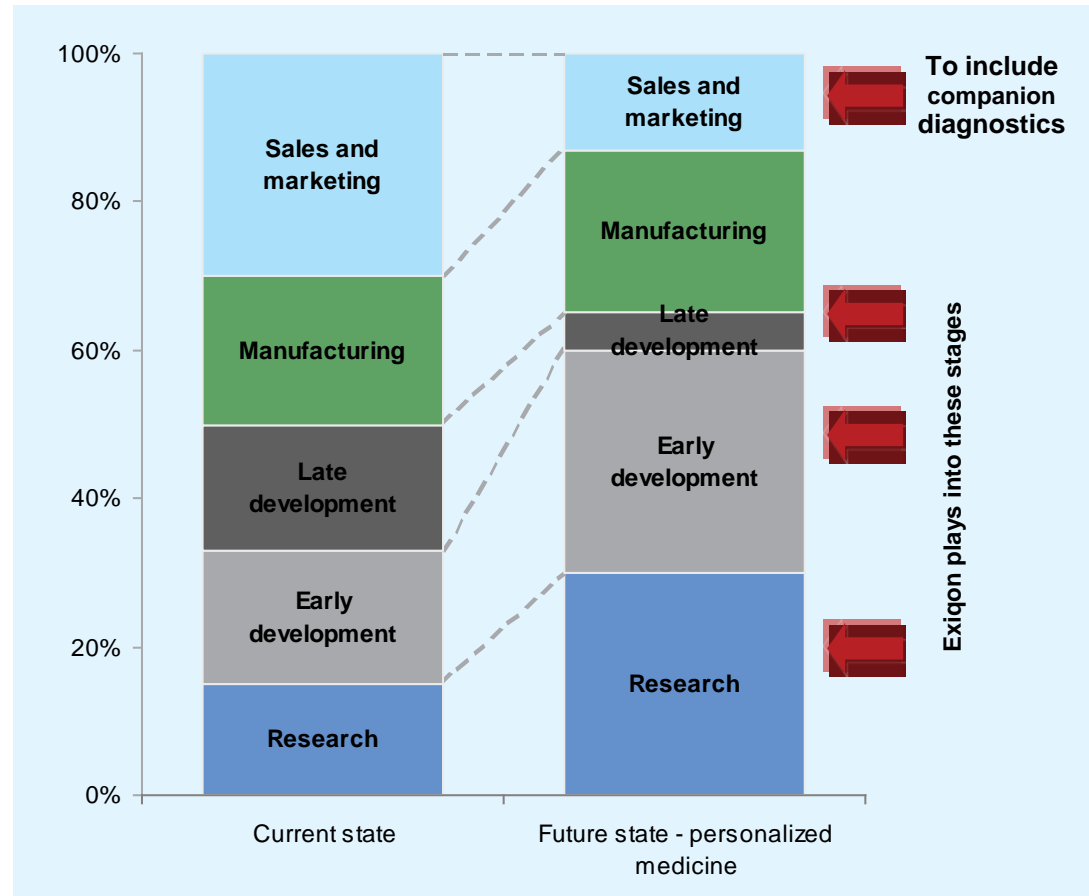 100%
80%
60%
40%
20%
0%
Sales and
marketing
Manufacturing
Late
development
Early
development
Research
Sales and
marketing
Manufacturing
Late
development
Early
development
Research
To include
companion
diagnostics
Exiqon plays into these stages
Current state
Future state - personalized
medicine